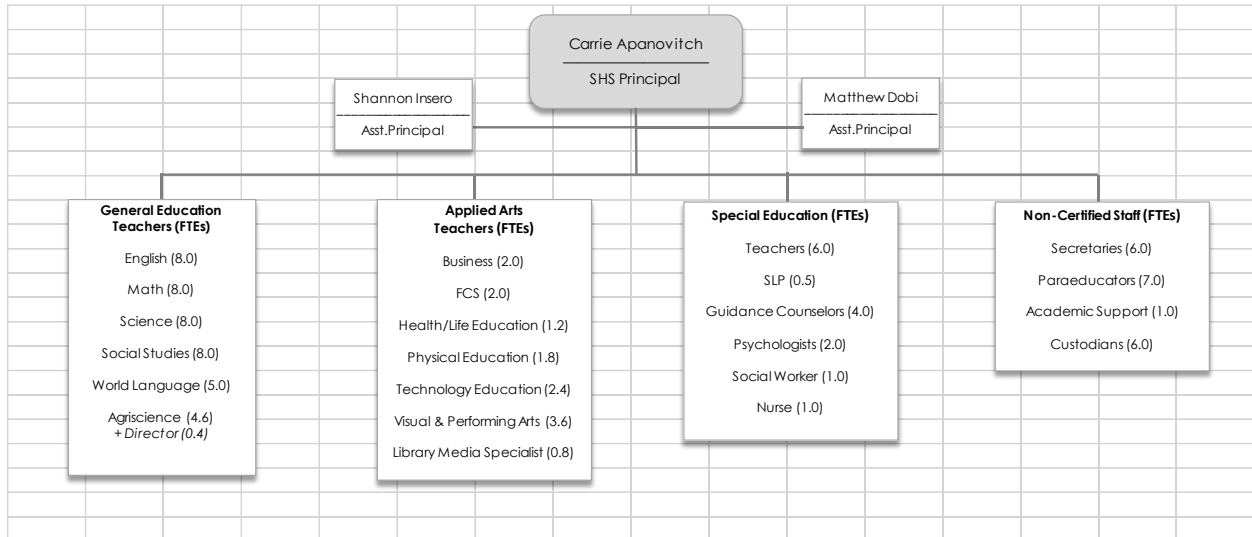 Carrie Apanovitch
SHS Principal
Shannon Insero
Asst.Principal
Matthew Dobi
Asst.Principal
General Education
Teachers (FTEs)
English (8.0)
Math (8.0)
Science (8.0)
Social Studies (8.0)
World Language (5.0)
Agriscience (4.6)
+ Director (0.4)
Applied Arts
Teachers (FTEs)
Business (2.0)
FCS (2.0)
Health/Life Education (1.2)
Physical Education (1.8)
Technology Education (2.4)
Visual & Performing Arts (3.6)
Library Media Specialist (0.8)
Special Education (FTEs)
Teachers (6.0)
SLP (0.5)
Guidance Counselors (4.0)
Psychologists (2.0)
Social Worker (1.0)
Nurse (1.0)
Non-Certified Staff (FTEs)
Secretaries (6.0)
Paraeducators (7.0)
Academic Support (1.0)
Custodians (6.0)